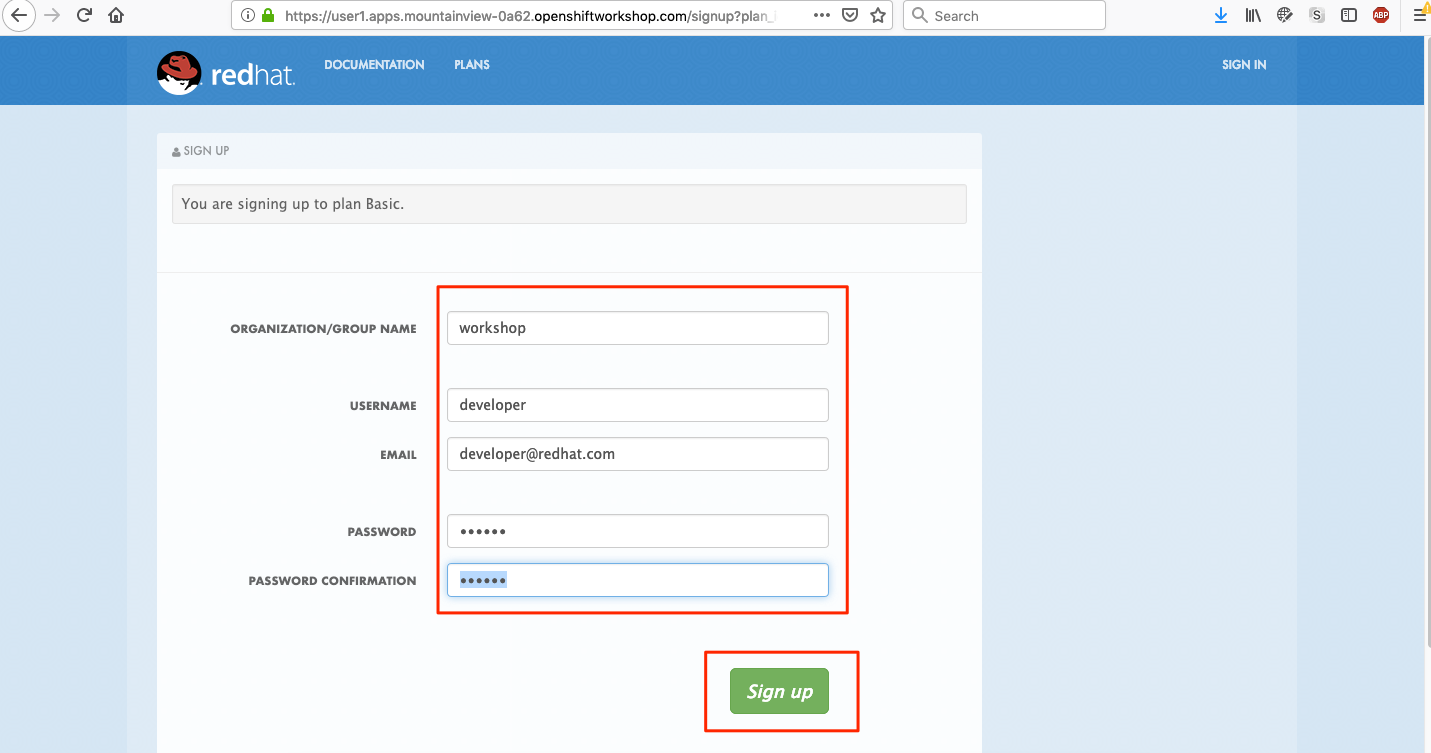 https://user1.apps.mountainview-0a62.openshiftworkshop.com/signup?plan_
Search
S
ABP
redhat.
DOCUMENTATION
PLANS
SIGN IN
SIGN UP
You are signing up to plan Basic.
ORGANIZATION/GROUP NAME
workshop
USERNAME
developer
EMAIL
developer@redhat.com
PASSWORD
••••••
PASSWORD CONFIRMATION
••••••
Sign up